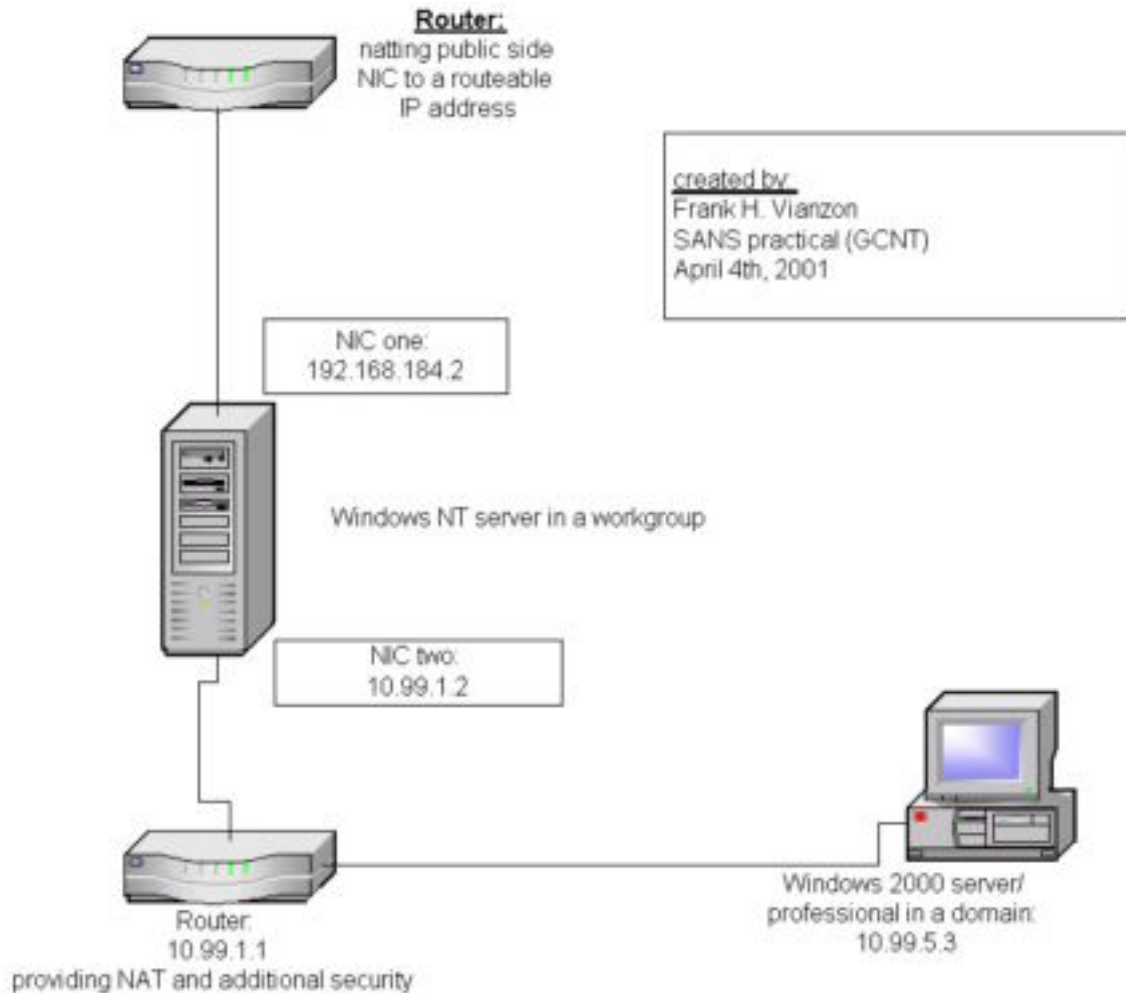 Router:
natting public side
NIC to a routeable
IP address
created by:
Frank H. Vianzon
SANS practical (GCNT)
April 4th, 2001
NIC one:
192.168.184.2
Windows NT server in a workgroup
NIC two:
10.99.1.2
Router:
10.99.1.1
providing NAT and additional security
Windows 2000 server/
professional in a domain:
10.99.5.3